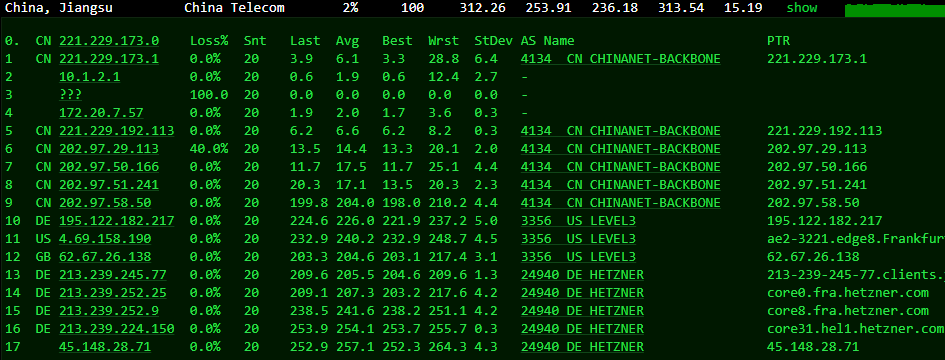 China, Jiangsu China Telecom 2% 100 312.26 253.91 236.18 313.54 15.19 show
0. CN 221.229.173.0 Loss% Snt Last Avg Best Wrst StDev AS Name PTR
1 CN 221.229.173.1 0.0% 20 3.9 6.1 3.3 28.8 6.4 4134 CN CHINANET-BACKBONE 221.229.173.1
2 10.1.2.1 0.0% 20 0.6 1.9 0.6 12.4 2.7 -
3 ??? 100.0 20 0.0 0.0 0.0 0.0 0.0 -
4 172.20.7.57 0.0% 20 1.9 2.0 1.7 3.6 0.3 -
5 CN 221.229.192.113 0.0% 20 6.2 6.6 6.2 8.2 0.3 4134 CN CHINANET-BACKBONE 221.229.192.113
6 CN 202.97.29.113 40.0% 20 13.5 14.4 13.3 20.1 2.0 4134 CN CHINANET-BACKBONE 202.97.29.113
7 CN 202.97.50.166 0.0% 20 11.7 17.5 11.7 25.1 4.4 4134 CN CHINANET-BACKBONE 202.97.50.166
8 CN 202.97.51.241 0.0% 20 20.3 17.1 13.5 20.3 2.3 4134 CN CHINANET-BACKBONE 202.97.51.241
9 CN 202.97.58.50 0.0% 20 199.8 204.0 198.0 210.2 4.4 4134 CN CHINANET-BACKBONE 202.97.58.50
10 DE 195.122.182.217 0.0% 20 224.6 226.0 221.9 237.2 5.0 3356 US LEVEL3 195.122.182.217
11 US 4.69.158.190 0.0% 20 232.9 240.2 232.9 248.7 4.5 3356 US LEVEL3 ae2-3221.edge8.Frankfur
12 GB 62.67.26.138 0.0% 20 203.3 204.6 203.1 217.4 3.1 3356 US LEVEL3 62.67.26.138
13 DE 213.239.245.77 0.0% 20 209.6 205.5 204.6 209.6 1.3 24940 DE HETZNER 213-239-245-77.clients.
14 DE 213.239.252.25 0.0% 20 209.1 207.3 203.2 217.6 4.2 24940 DE HETZNER core0.fra.hetzner.com
15 DE 213.239.252.9 0.0% 20 238.5 241.6 238.2 251.1 4.2 24940 DE HETZNER core8.fra.hetzner.com
16 DE 213.239.224.150 0.0% 20 253.9 254.1 253.7 255.7 0.3 24940 DE HETZNER core31.hel1.hetzner.com
17 45.148.28.71 0.0% 20 252.9 257.1 252.3 264.3 4.3 24940 DE HETZNER 45.148.28.71